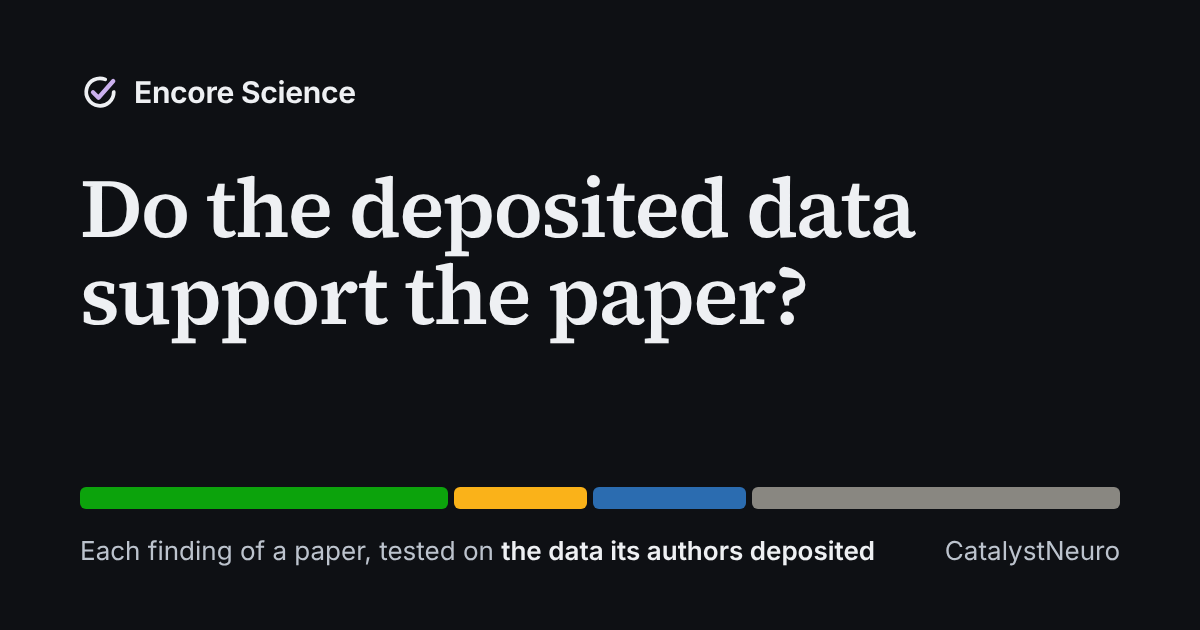 Encore Science
Do the deposited data
support the paper?
Each finding of a paper, tested on the data its authors deposited
CatalystNeuro